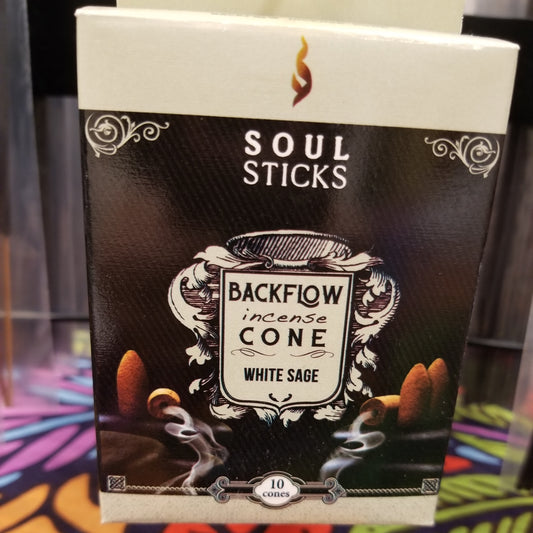 SOUL
STICKS
BACKFLOW
incense
CONE
WHITE SAGE
10
cones